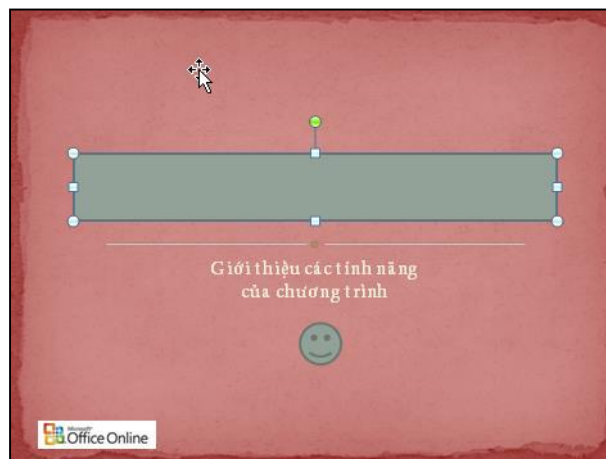 Giới thiệu các tính năng
của chương trình
Microsoft
Office Online